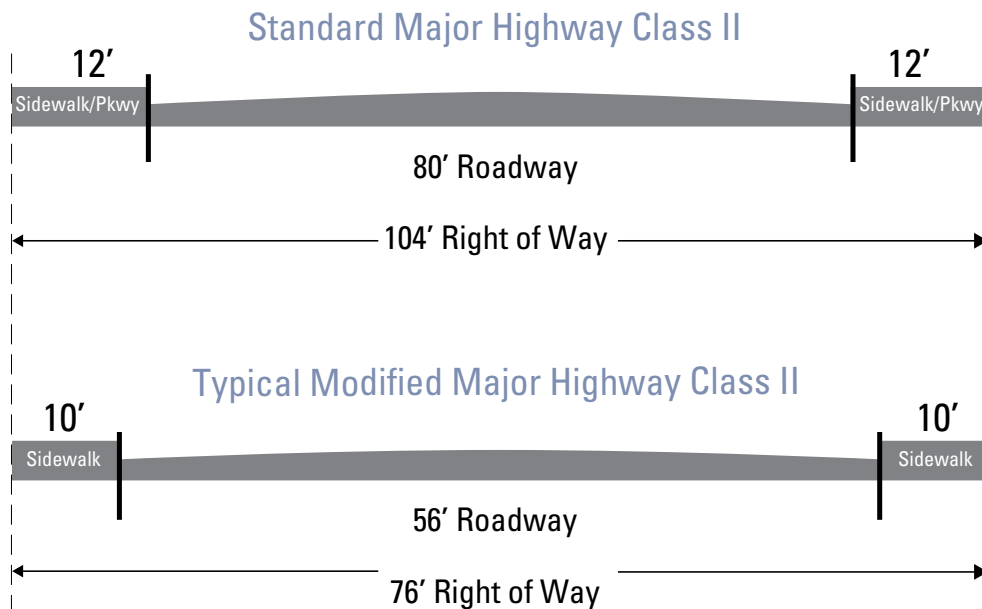 Standard Major Highway Class II
12′ 12′
Sidewalk/Pkwy Sidewalk/Pkwy
80′ Roadway
104′ Right of Way
Typical Modified Major Highway Class II
10′ 10′
Sidewalk Sidewalk
56′ Roadway
76′ Right of Way